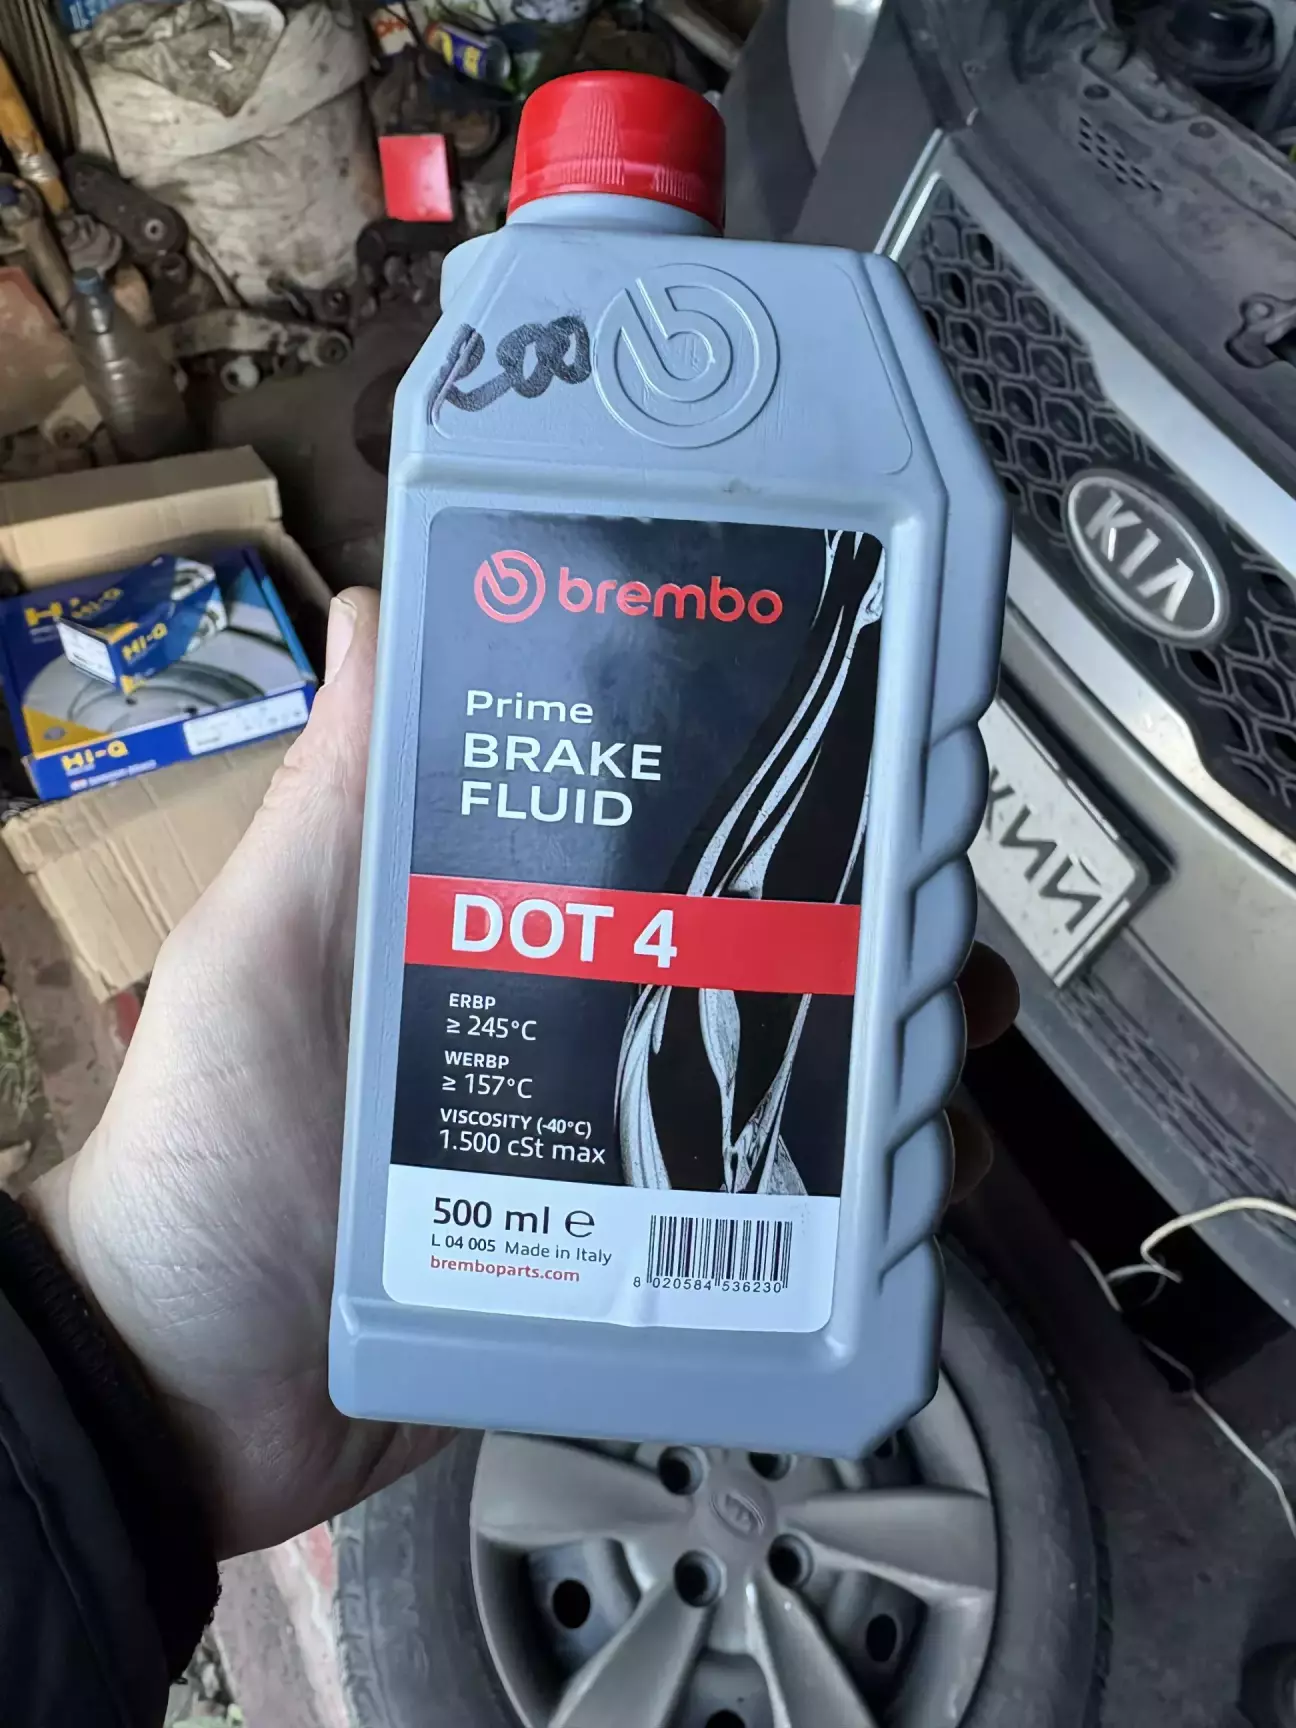 200
brembo
Prime
BRAKE
FLUID
DOT 4
ERBP
≥ 245°C
WERBP
≥ 157°C
VISCOSITY (-40°C)
1.500 cSt max
500 ml ℮
L 04 005 Made in Italy
bremboparts.com
8 020584 536230
KIA
Hi-Q
Hi-Q
Hi-Q